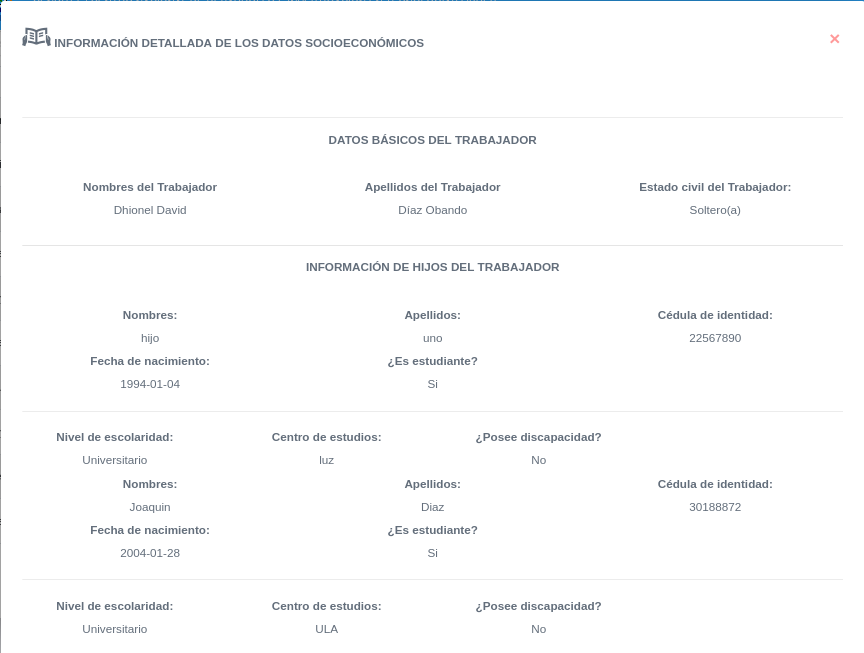 INFORMACIÓN DETALLADA DE LOS DATOS SOCIOECONÓMICOS ×
DATOS BÁSICOS DEL TRABAJADOR
Nombres del Trabajador Apellidos del Trabajador Estado civil del Trabajador:
Dhionel David Díaz Obando Soltero(a)
INFORMACIÓN DE HIJOS DEL TRABAJADOR
Nombres: Apellidos: Cédula de identidad:
hijo uno 22567890
Fecha de nacimiento: ¿Es estudiante?
1994-01-04 Si
Nivel de escolaridad: Centro de estudios: ¿Posee discapacidad?
Universitario luz No
Nombres: Apellidos: Cédula de identidad:
Joaquin Diaz 30188872
Fecha de nacimiento: ¿Es estudiante?
2004-01-28 Si
Nivel de escolaridad: Centro de estudios: ¿Posee discapacidad?
Universitario ULA No